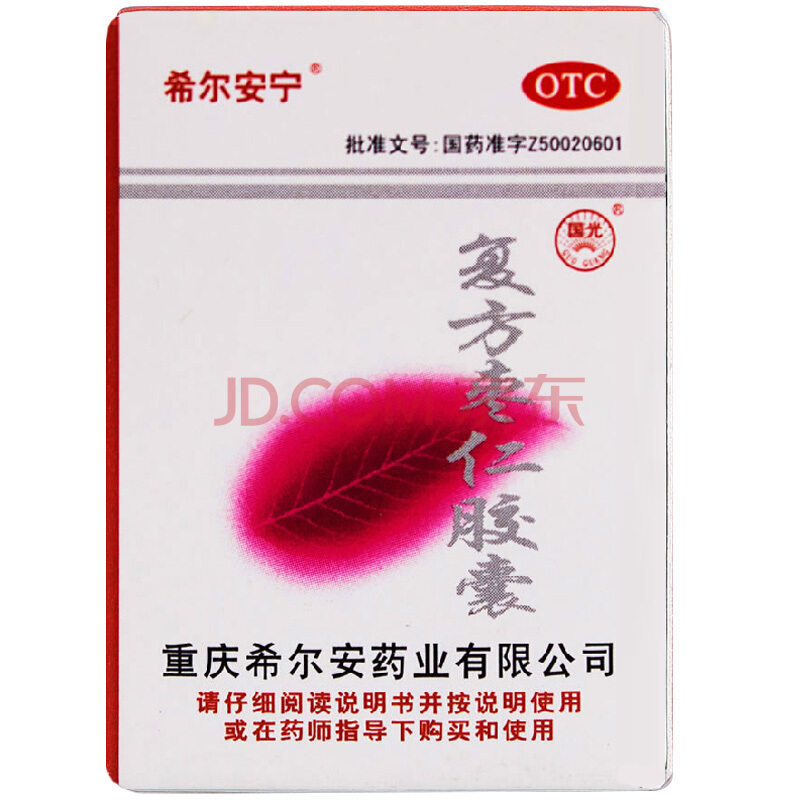 希尔安宁®
OTC
批准文号:国药准字Z50020601
国光®
GUO GUANG
复方枣仁胶囊
JD.COM 京东
重庆希尔安药业有限公司
请仔细阅读说明书并按说明使用
或在药师指导下购买和使用